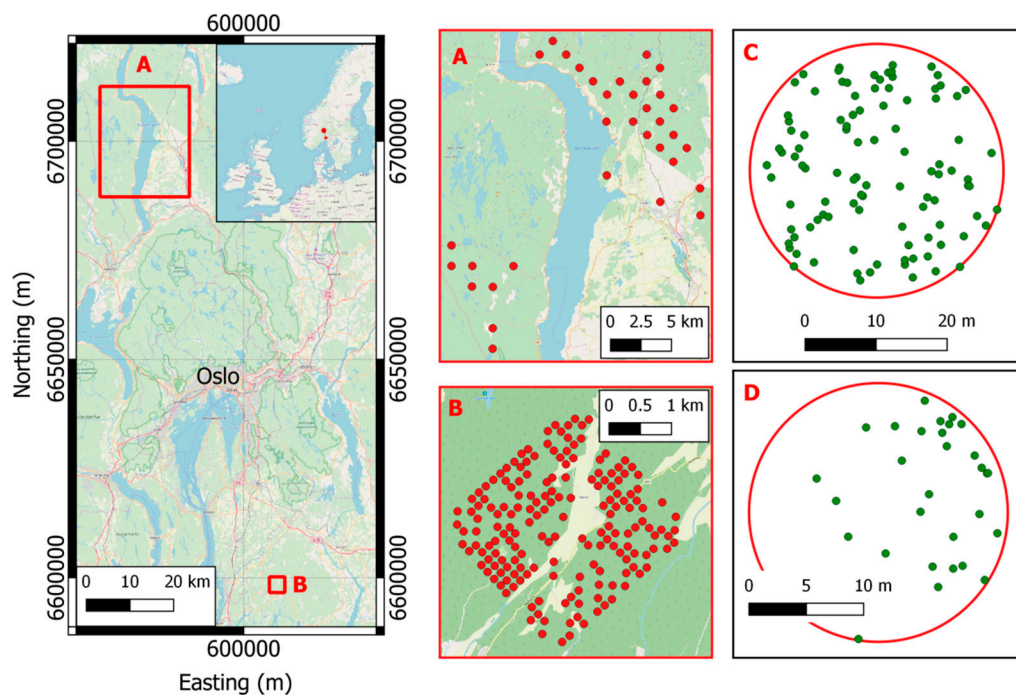 600000
A
6700000
6700000
Northing (m)
Oslo
6650000
6650000
6600000
6600000
B
0 10 20 km
600000
Easting (m)
A
0 2.5 5 km
B
0 0.5 1 km
C
0 10 20 m
D
0 5 10 m